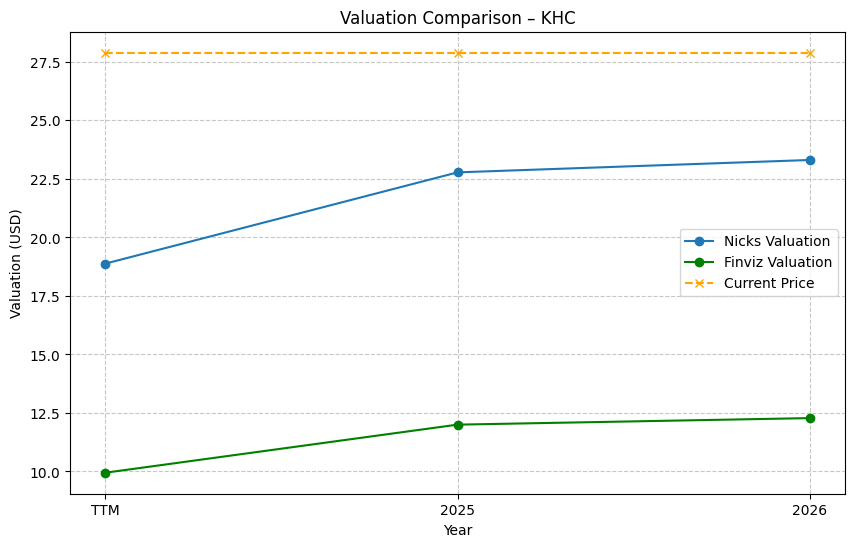 Valuation Comparison – KHC
Valuation (USD)
27.5
25.0
22.5
20.0
17.5
15.0
12.5
10.0
Nicks Valuation
Finviz Valuation
Current Price
TTM
2025
2026
Year